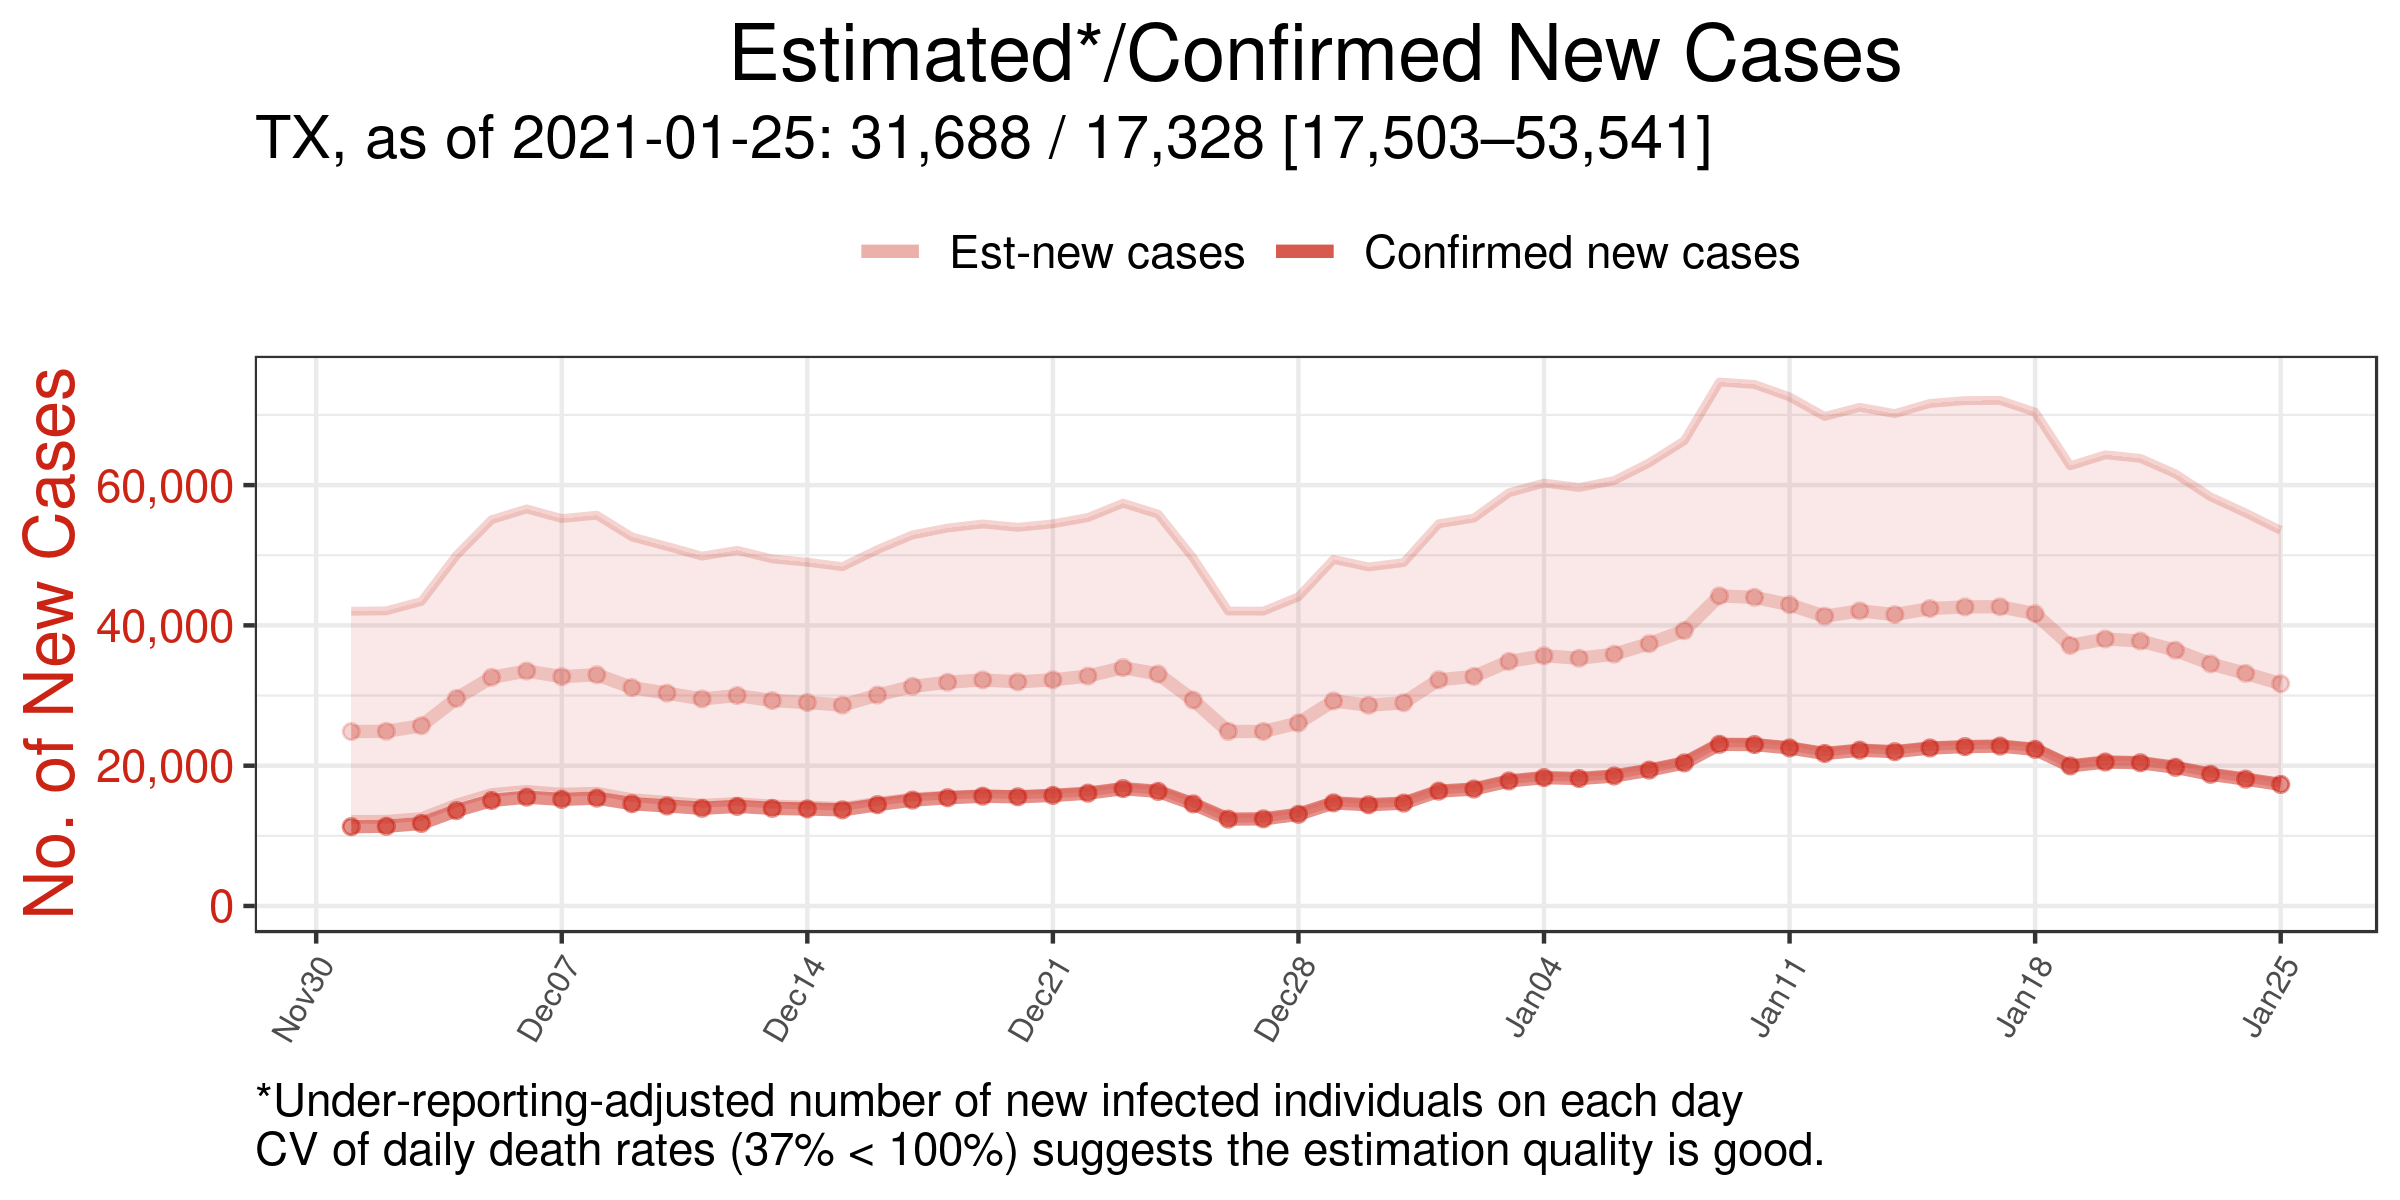 Estimated*/Confirmed New Cases
TX, as of 2021-01-25: 31,688 / 17,328 [17,503–53,541]
Est-new cases
Confirmed new cases
No. of New Cases
60,000
40,000
20,000
0
Nov30
Dec07
Dec14
Dec21
Dec28
Jan04
Jan11
Jan18
Jan25
*Under-reporting-adjusted number of new infected individuals on each day
CV of daily death rates (37% < 100%) suggests the estimation quality is good.